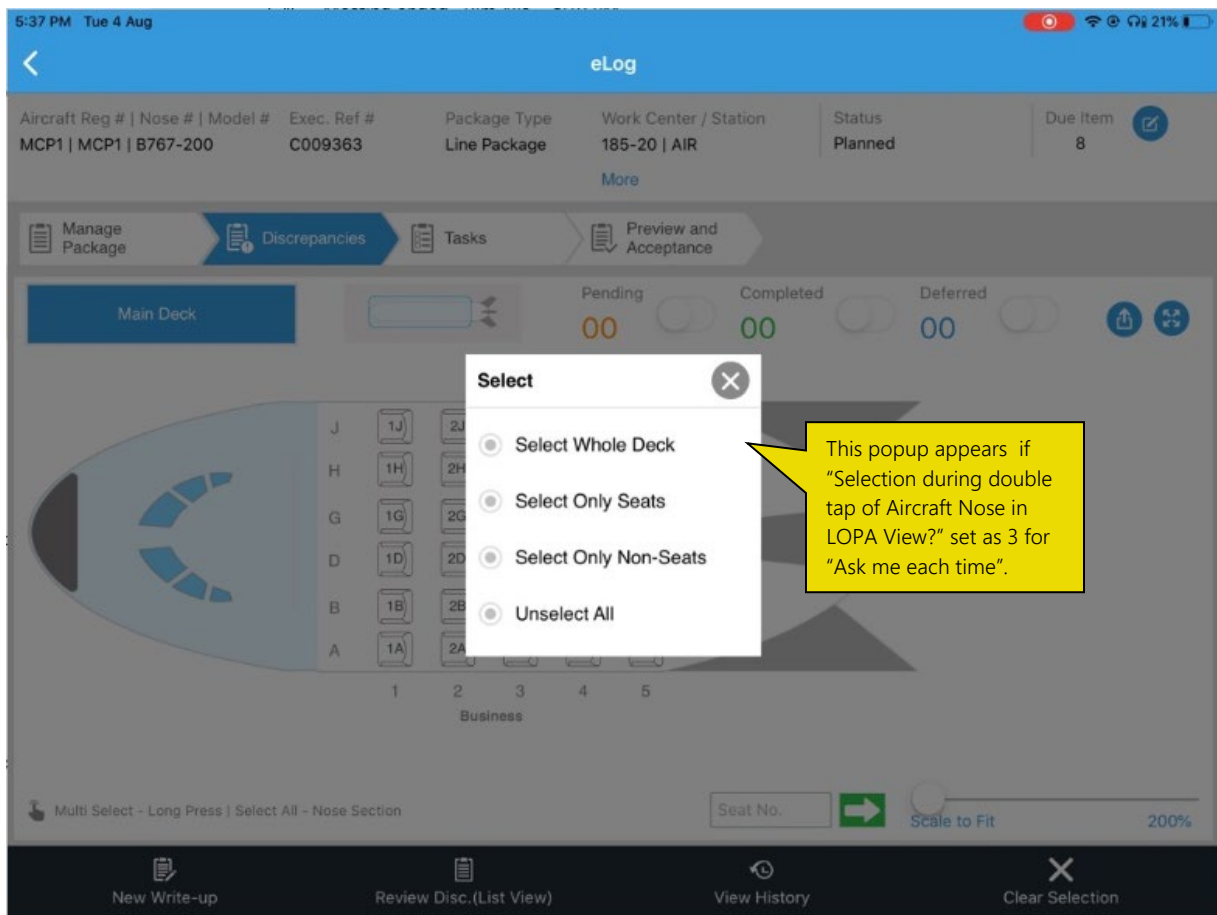 5:37 PM Tue 4 Aug
21%
eLog
Aircraft Reg # | Nose # | Model # Exec. Ref # Package Type Work Center / Station Status Due Item
MCP1 | MCP1 | B767-200 C009363 Line Package 185-20 | AIR Planned 8
More
Manage
Package
Discrepancies
Tasks
Preview and
Acceptance
Main Deck
Pending
00
Completed
00
Deferred
00
Select
Select Whole Deck
Select Only Seats
Select Only Non-Seats
Unselect All
This popup appears if
“Selection during double
tap of Aircraft Nose in
LOPA View?” set as 3 for
“Ask me each time”.
J 1J 2J
H 1H 2H
G 1G 2G
D 1D 2D
B 1B 2B
A 1A 2A
1 2 3 4 5
Business
Multi Select - Long Press | Select All - Nose Section
Seat No.
Scale to Fit 200%
New Write-up Review Disc.(List View) View History Clear Selection